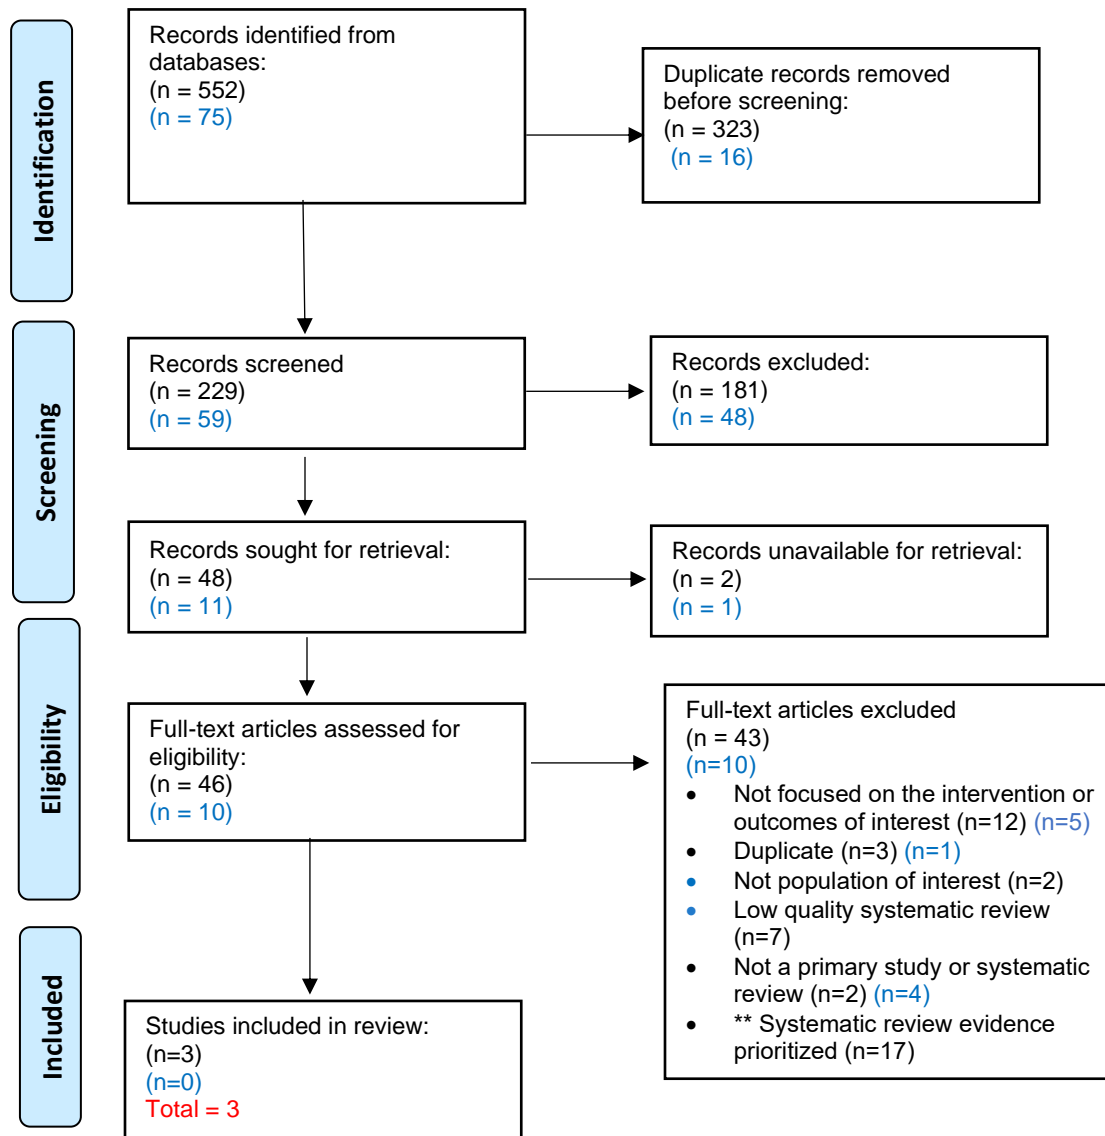 Identification
Records identified from
databases:
(n = 552)
(n = 75)
Duplicate records removed
before screening:
(n = 323)
(n = 16)
Screening
Records screened
(n = 229)
(n = 59)
Records excluded:
(n = 181)
(n = 48)
Records sought for retrieval:
(n = 48)
(n = 11)
Records unavailable for retrieval:
(n = 2)
(n = 1)
Eligibility
Full-text articles assessed for
eligibility:
(n = 46)
(n = 10)
Full-text articles excluded
(n = 43)
(n=10)
• Not focused on the intervention or
outcomes of interest (n=12) (n=5)
• Duplicate (n=3) (n=1)
• Not population of interest (n=2)
• Low quality systematic review
(n=7)
• Not a primary study or systematic
review (n=2) (n=4)
• ** Systematic review evidence
prioritized (n=17)
Included
Studies included in review:
(n=3)
(n=0)
Total = 3